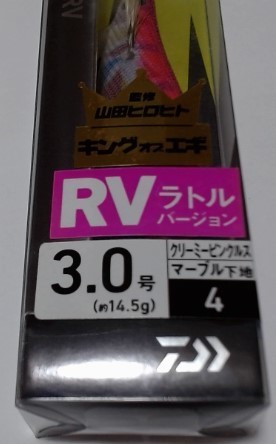 RV
監修
山田ヒロヒト
キングオブエギ
RV ラトル
バージョン
3.0号
(約14.5g)
クリーミーピンクルス
マーブル下地
4